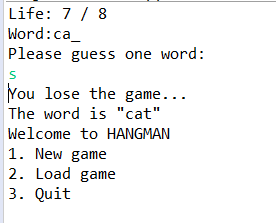 Life: 7 / 8
Word:ca_
Please guess one word:
s
You lose the game...
The word is "cat"
Welcome to HANGMAN
1. New game
2. Load game
3. Quit